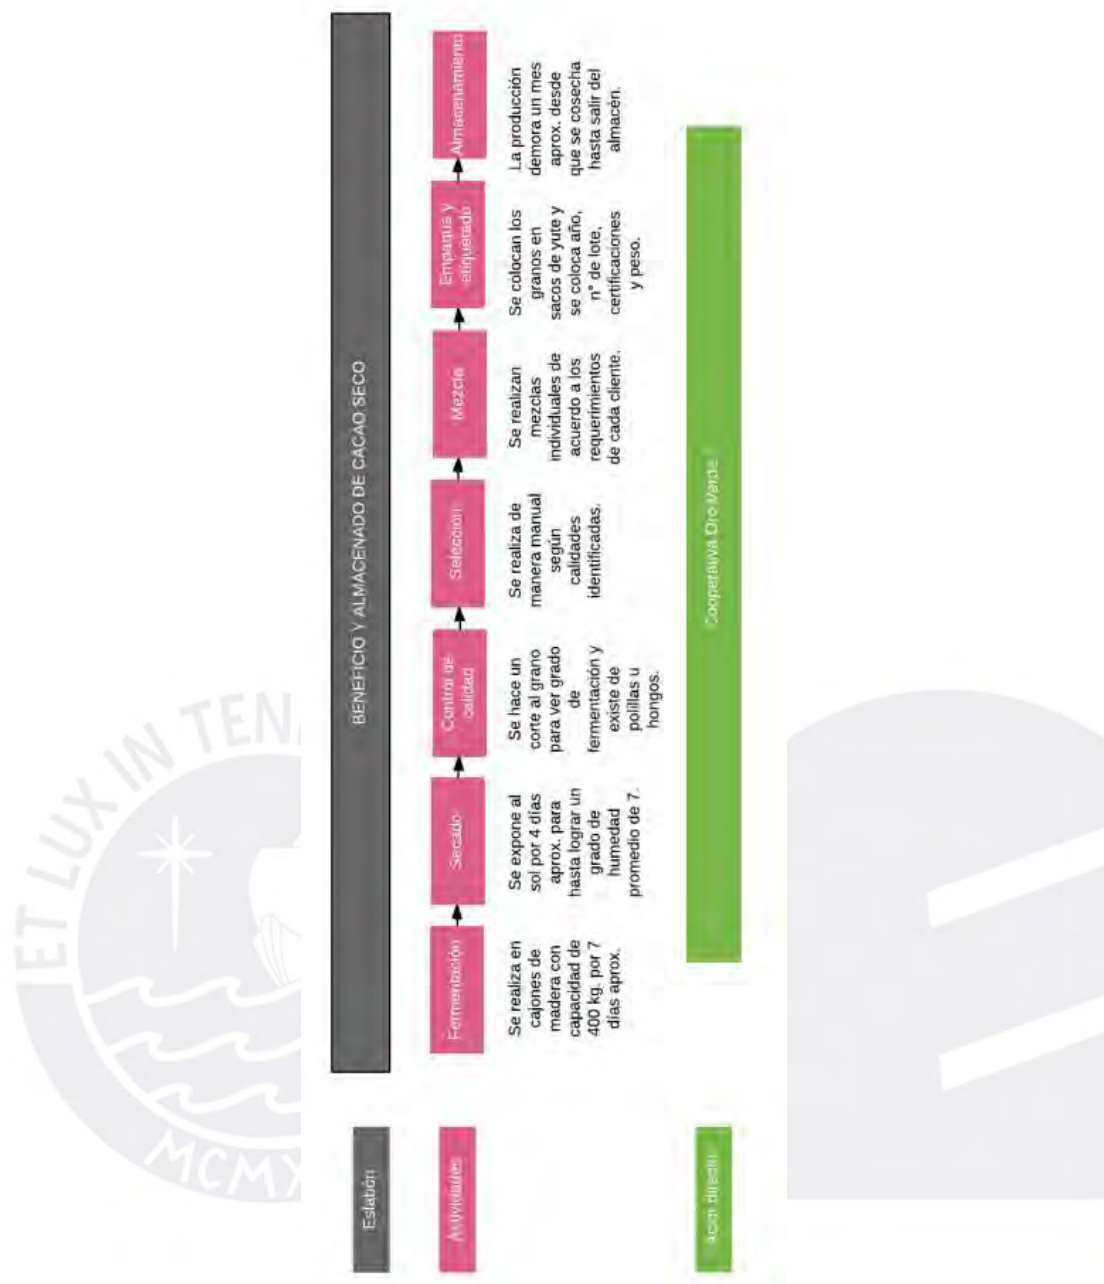 Eslabón
BENEFICIO Y ALMACENADO DE CACAO SECO
Actividades
Fermentación
Secado
Control de
calidad
Selección
Mezcla
Empaque y
etiquetado
Almacenamiento
Se realiza en
cajones de
madera con
capacidad de
400 kg. por 7
días aprox.
Se expone al
sol por 4 días
aprox. para
hasta lograr un
grado de
humedad
promedio de 7.
Se hace un
corte al grano
para ver grado
de
fermentación y
existe de
polillas u
hongos.
Se realiza de
manera manual
según
calidades
identificadas.
Se realizan
mezclas
individuales de
acuerdo a los
requerimientos
de cada cliente.
Se colocan los
granos en
sacos de yute y
se coloca año,
n° de lote,
certificaciones
y peso.
La producción
demora un mes
aprox. desde
que se cosecha
hasta salir del
almacén.
Actor directo
Cooperativa Oro Verde
ET LUX IN TEN
MCMX